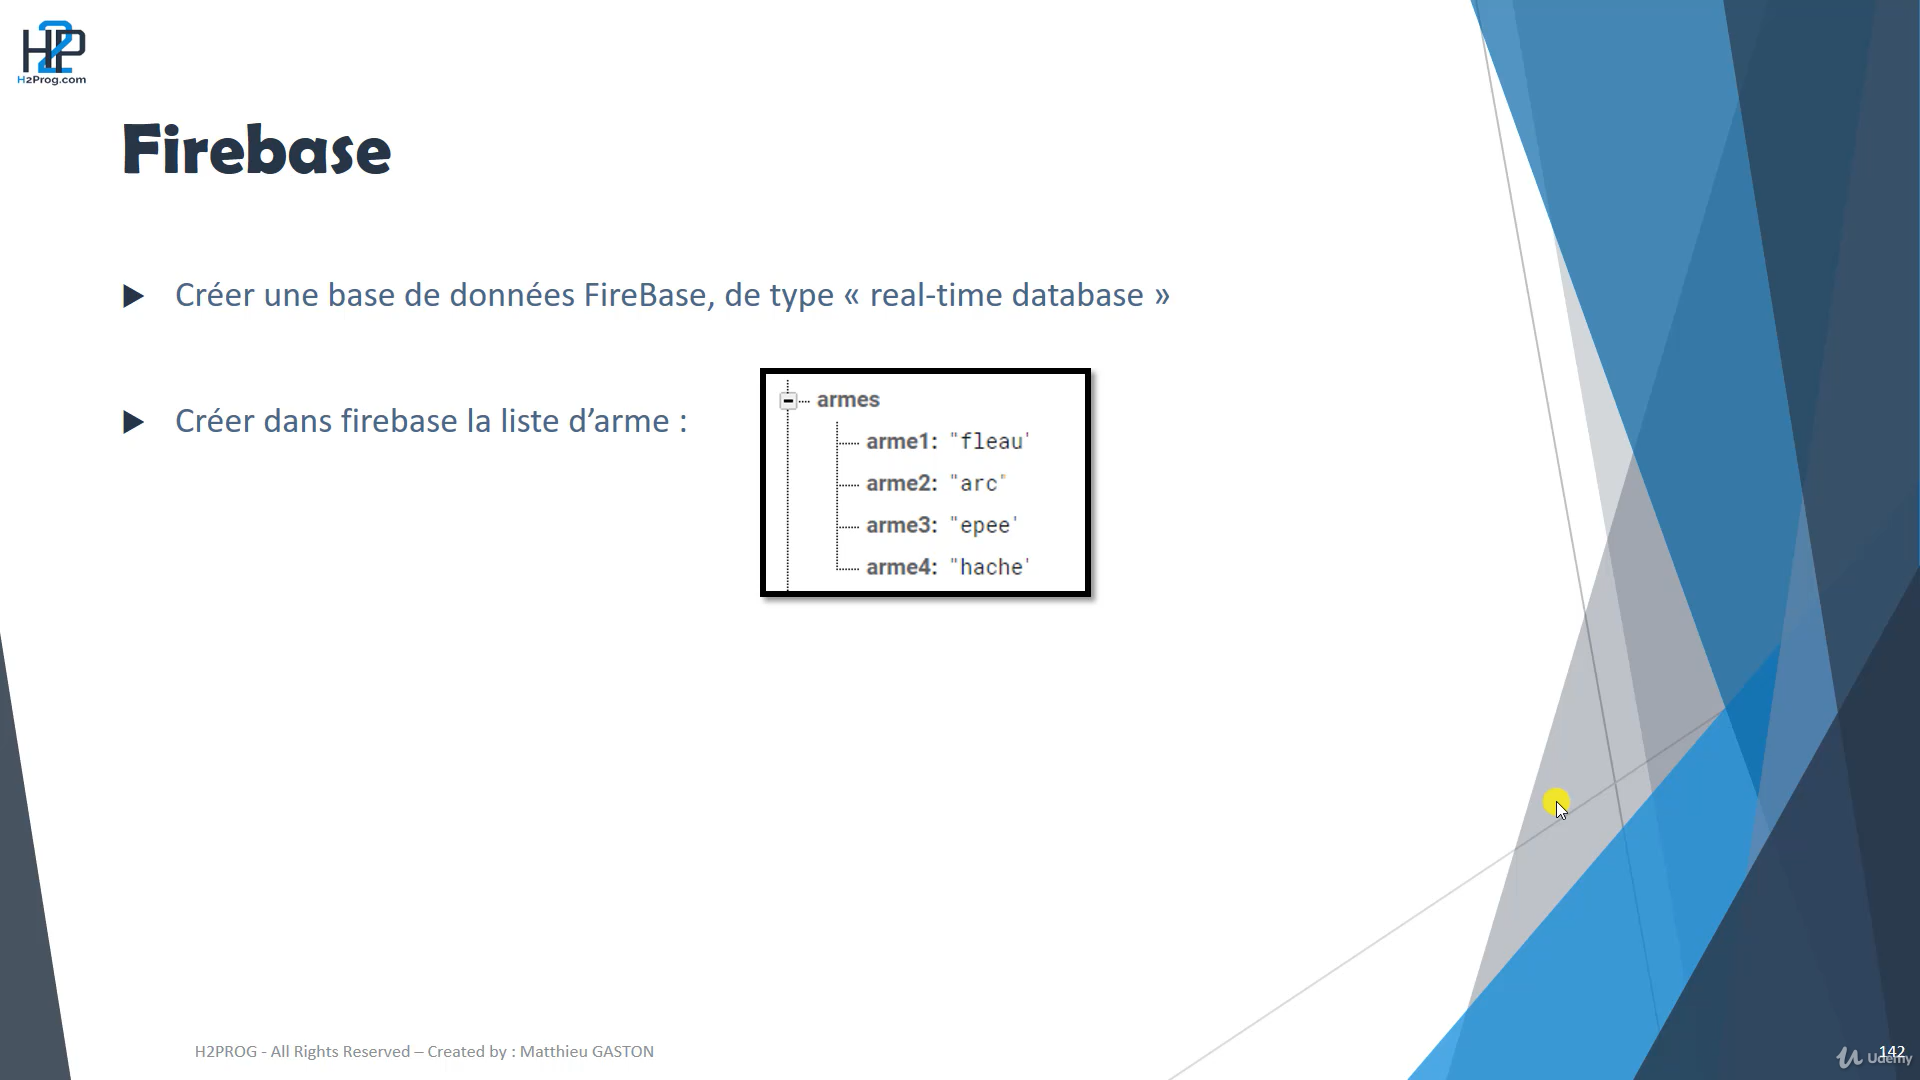 H2P
H2Prog.com
Firebase
Créer une base de données FireBase, de type « real-time database »
Créer dans firebase la liste d’arme :
armes
arme1: "fleau"
arme2: "arc"
arme3: "epee"
arme4: "hache"
H2PROG - All Rights Reserved – Created by : Matthieu GASTON
142
Udemy